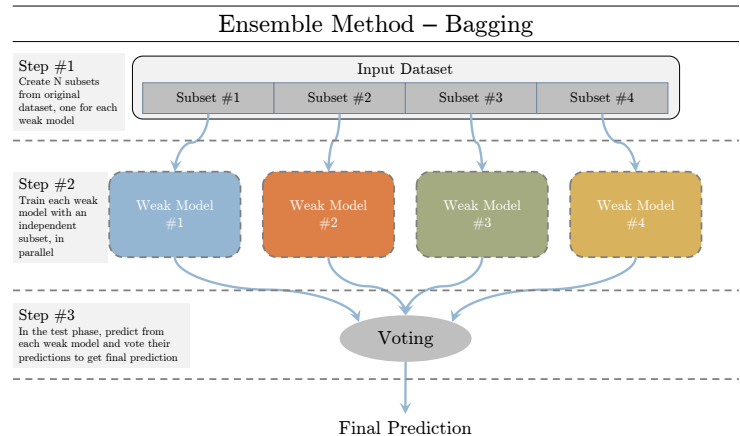 Ensemble Method – Bagging
Step #1
Create N subsets
from original
dataset, one for each
weak model
Input Dataset
Subset #1
Subset #2
Subset #3
Subset #4
Step #2
Train each weak
model with an
independent
subset, in
parallel
Weak Model
#1
Weak Model
#2
Weak Model
#3
Weak Model
#4
Step #3
In the test phase, predict from
each weak model and vote their
predictions to get final prediction
Voting
Final Prediction